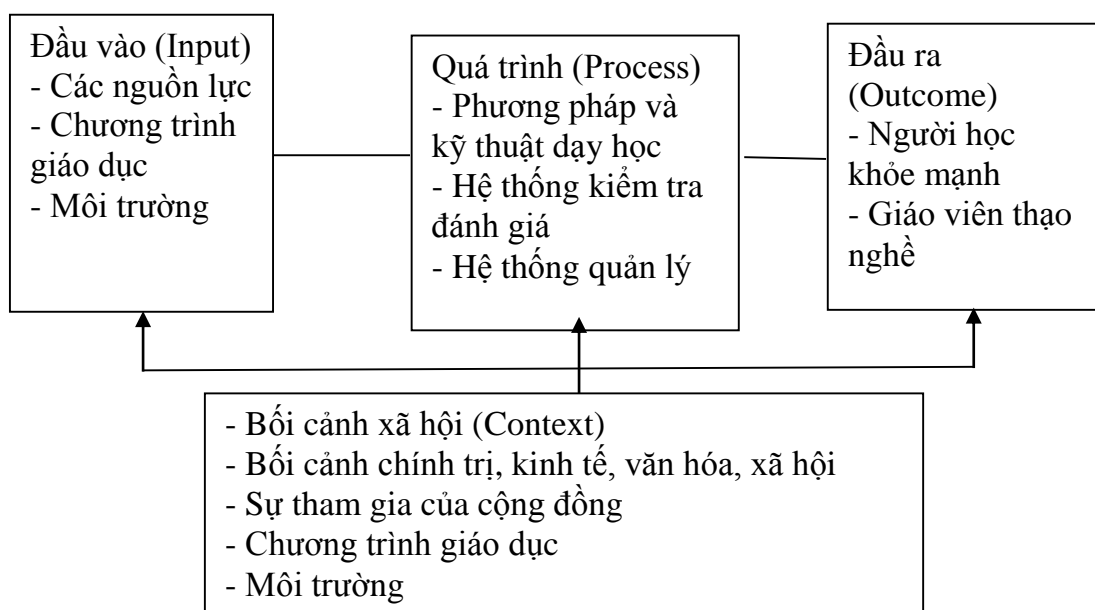 Đầu vào (Input)
- Các nguồn lực
- Chương trình
giáo dục
- Môi trường
Quá trình (Process)
- Phương pháp và
kỹ thuật dạy học
- Hệ thống kiểm tra
đánh giá
- Hệ thống quản lý
Đầu ra
(Outcome)
- Người học
khỏe mạnh
- Giáo viên thạo
nghề
- Bối cảnh xã hội (Context)
- Bối cảnh chính trị, kinh tế, văn hóa, xã hội
- Sự tham gia của cộng đồng
- Chương trình giáo dục
- Môi trường